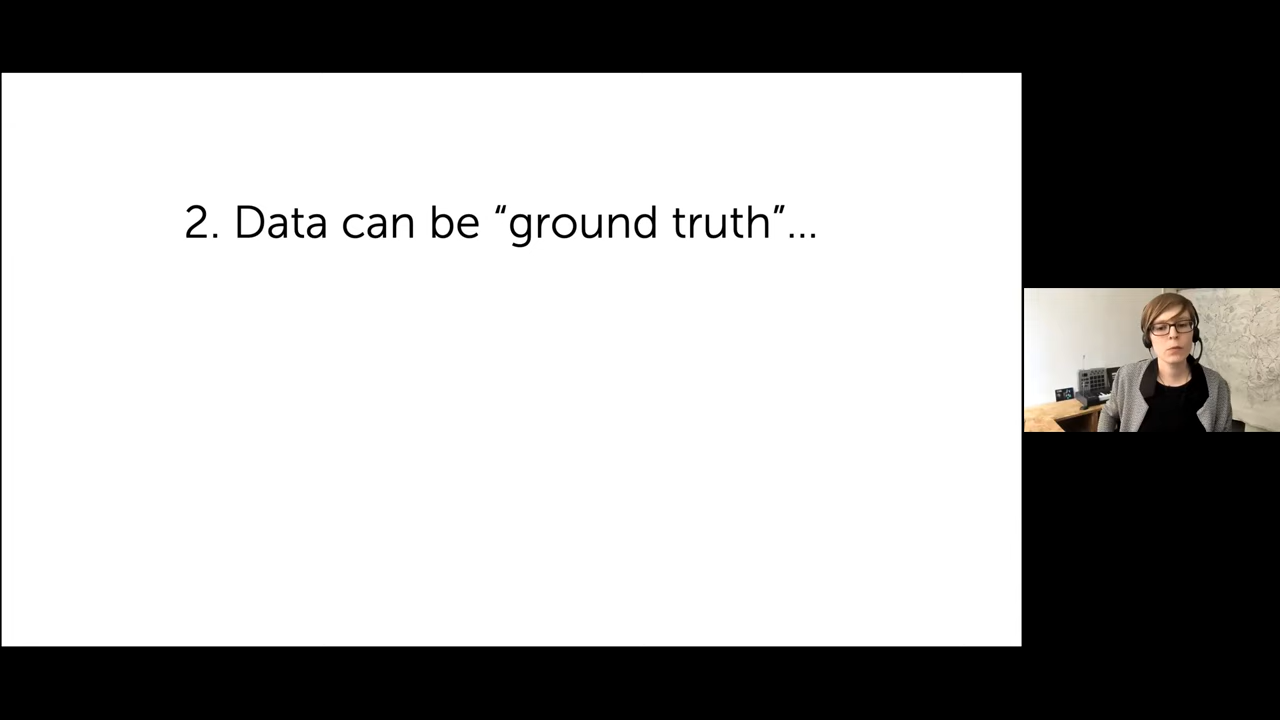 2. Data can be “ground truth”...